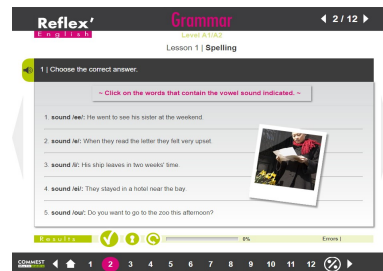 Reflex'
English
Grammar
Level A1/A2
2 / 12
Lesson 1 | Spelling
1 | Choose the correct answer.
~ Click on the words that contain the vowel sound indicated. ~
1. sound /ee/: He went to see his sister at the weekend.
2. sound /e/: When they read the letter they felt very upset.
3. sound /i/: His ship leaves in two weeks' time.
4. sound /ei/: They stayed in a hotel near the bay.
5. sound /ou/: Do you want to go to the zoo this afternoon?
Results
0%
Errors |
COMMEST
1 2 3 4 5 6 7 8 9 10 11 12